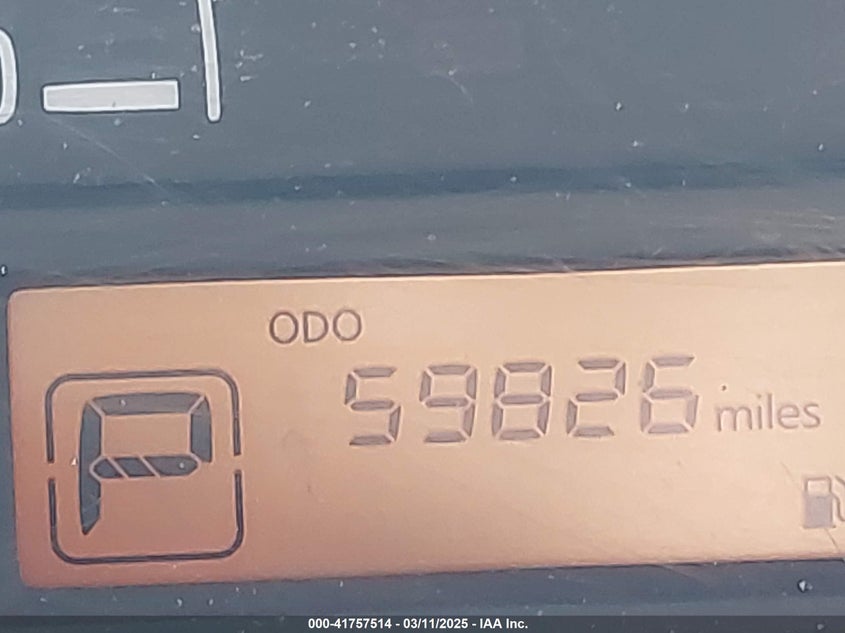 ODO
59826 miles
P
000-41757514 - 03/11/2025 - IAA Inc.